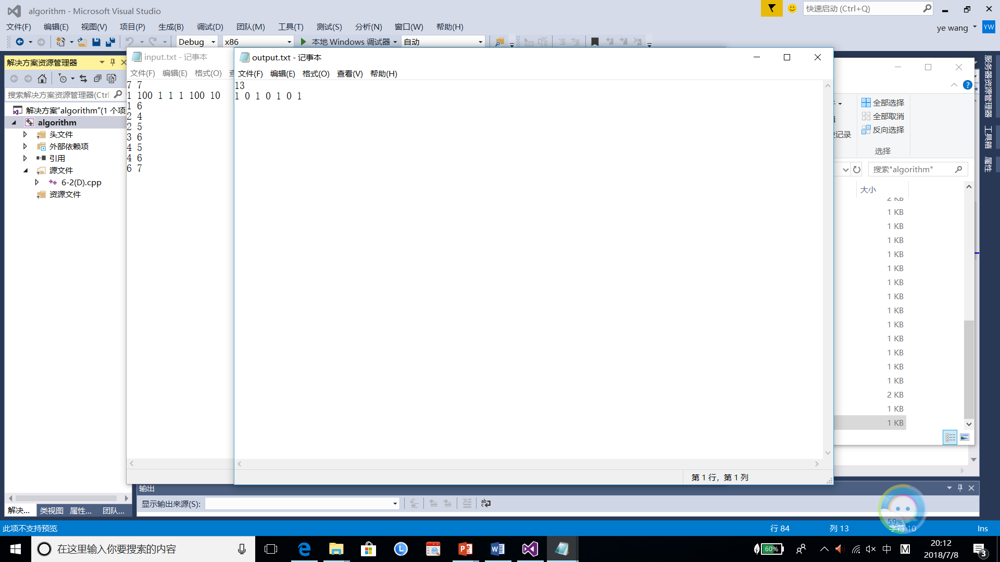 algorithm - Microsoft Visual Studio
快速启动 (Ctrl+Q)
文件(F) 编辑(E) 视图(V) 项目(P) 生成(B) 调试(D) 团队(M) 工具(T) 测试(S) 分析(N) 窗口(W) 帮助(H)
ye wang
YW
Debug x86 本地 Windows 调试器 自动
解决方案资源管理器
搜索解决方案资源管理器(Ctrl
解决方案"algorithm"(1 个项
algorithm
头文件
外部依赖项
引用
源文件
6-2(D).cpp
资源文件
解决... 类视图 属性... 团队...
input.txt - 记事本
文件(F) 编辑(E) 格式(O)
7 7
1 100 1 1 1 100 10
1 6
2 4
2 5
3 6
4 5
4 6
6 7
output.txt - 记事本
文件(F) 编辑(E) 格式(O) 查看(V) 帮助(H)
13
1 0 1 0 1 0 1
第 1 行，第 1 列
全部选择
全部取消
反向选择
记录
选择
搜索"algorithm"
大小
2 KB
1 KB
1 KB
1 KB
1 KB
1 KB
1 KB
1 KB
1 KB
1 KB
1 KB
1 KB
1 KB
1 KB
2 KB
1 KB
1 KB
服务器资源管理器
工具箱
属性
输出
显示输出来源(S):
59%
此项不支持预览
行 84 列 13 字符 10 Ins
在这里输入你要搜索的内容
60%
中
M
20:12
2018/7/8
3